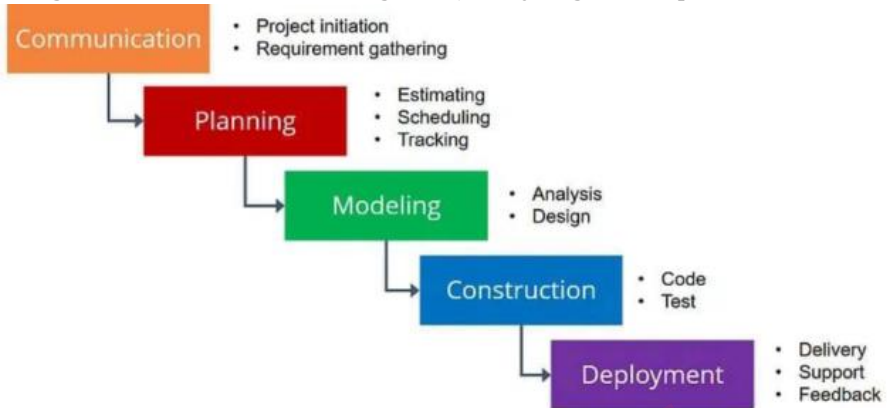 Communication
• Project initiation
• Requirement gathering
Planning
• Estimating
• Scheduling
• Tracking
Modeling
• Analysis
• Design
Construction
• Code
• Test
Deployment
• Delivery
• Support
• Feedback